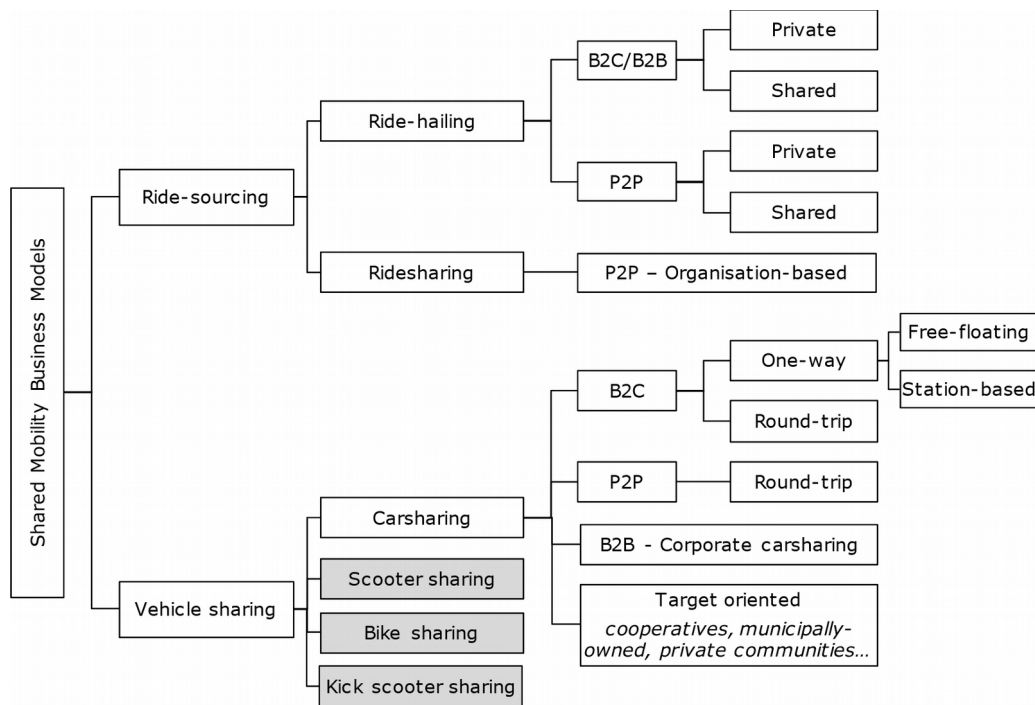 Shared Mobility Business Models
Ride-sourcing
Ride-hailing
B2C/B2B
Private
Shared
P2P
Private
Shared
Ridesharing
P2P – Organisation-based
Vehicle sharing
Carsharing
B2C
One-way
Free-floating
Station-based
Round-trip
P2P
Round-trip
B2B - Corporate carsharing
Target oriented
cooperatives, municipally-
owned, private communities...
Scooter sharing
Bike sharing
Kick scooter sharing